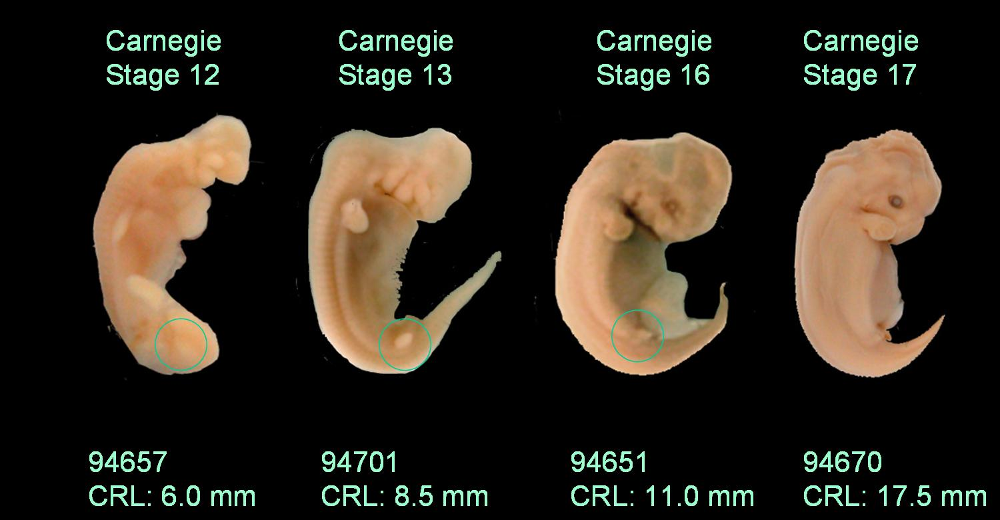 Carnegie
Stage 12
Carnegie
Stage 13
Carnegie
Stage 16
Carnegie
Stage 17
94657
CRL: 6.0 mm
94701
CRL: 8.5 mm
94651
CRL: 11.0 mm
94670
CRL: 17.5 mm